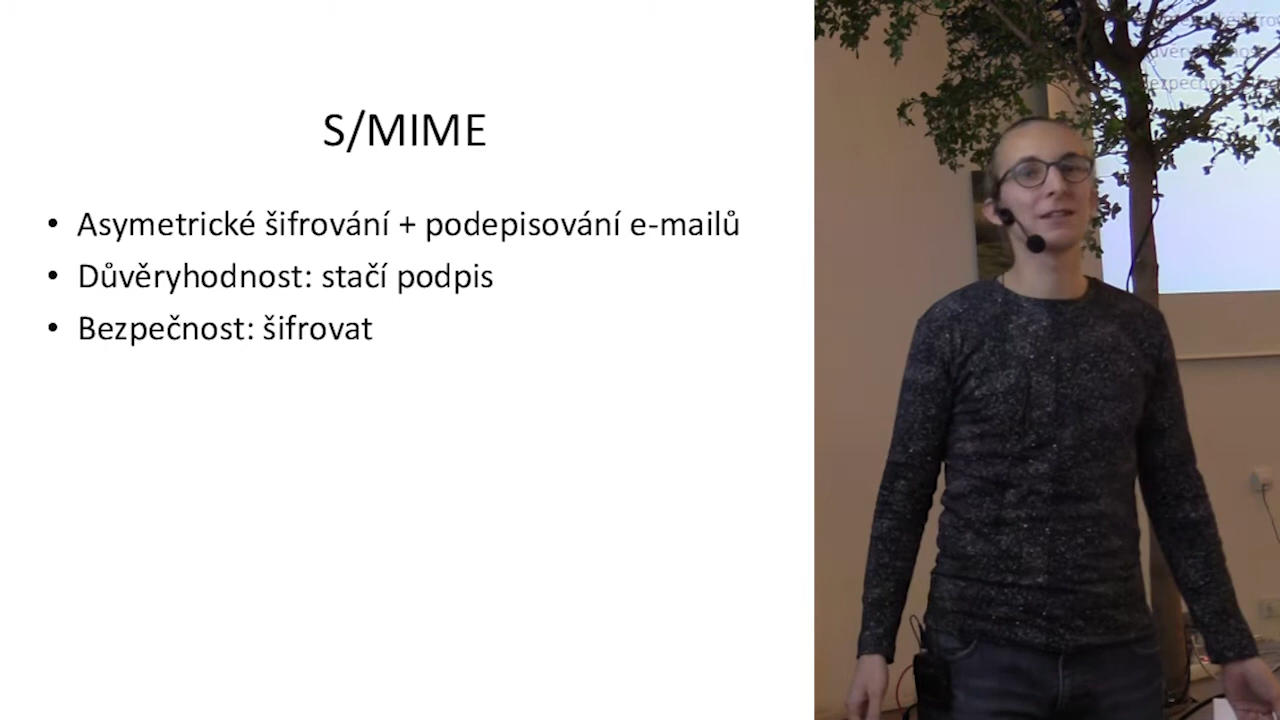 S/MIME
• Asymetrické šifrování + podepisování e-mailů
• Důvěryhodnost: stačí podpis
• Bezpečnost: šifrovat